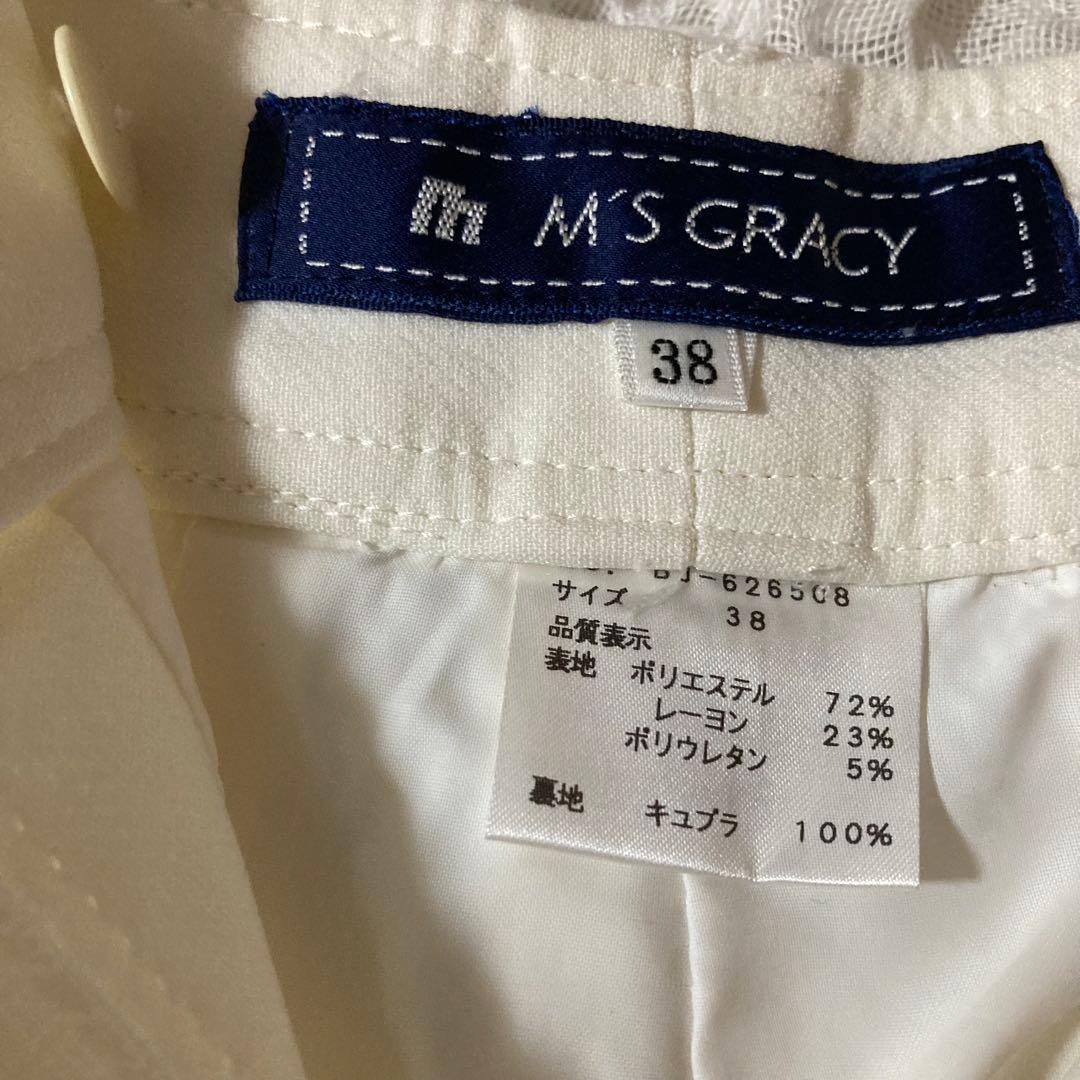 M'S GRACY
38
BJ-626508
サイズ 38
品質表示
表地 ポリエステル 72%
レーヨン 23%
ポリウレタン 5%
裏地 キュプラ 100%